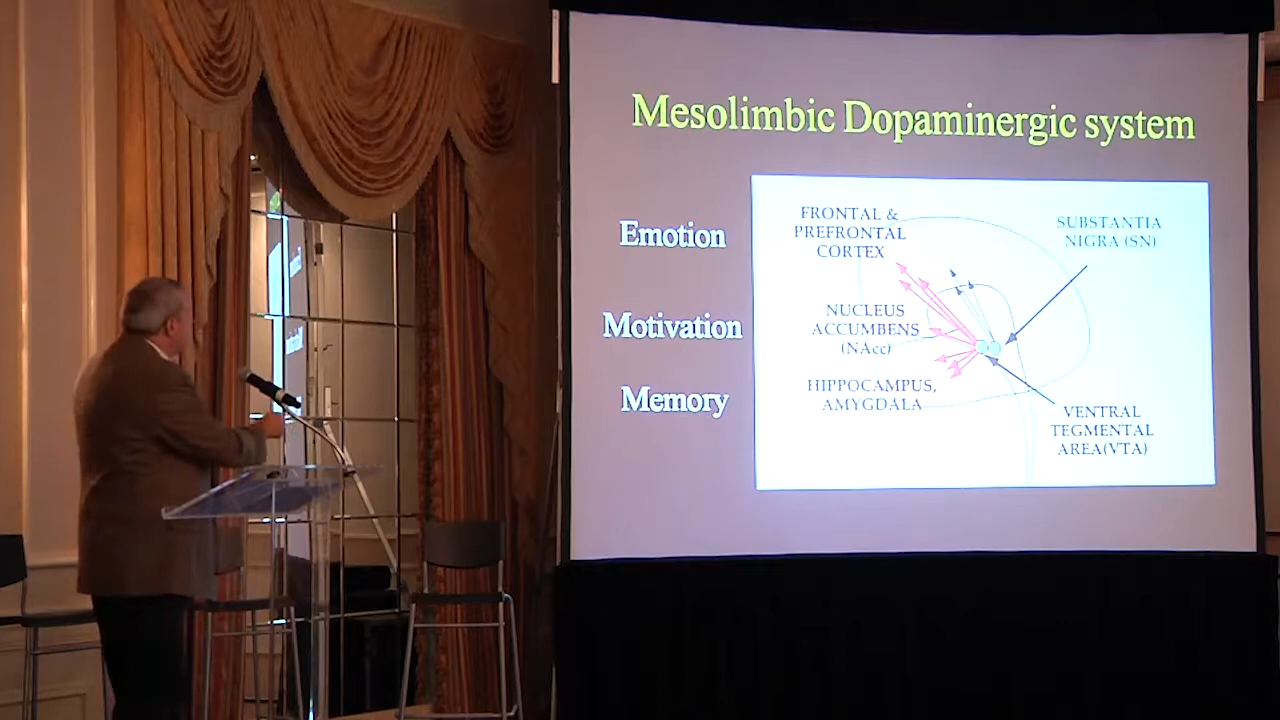 Mesolimbic Dopaminergic system
Emotion
Motivation
Memory
FRONTAL &
PREFRONTAL
CORTEX
NUCLEUS
ACCUMBENS
(NAcc)
HIPPOCAMPUS,
AMYGDALA
SUBSTANTIA
NIGRA (SN)
VENTRAL
TEGMENTAL
AREA(VTA)